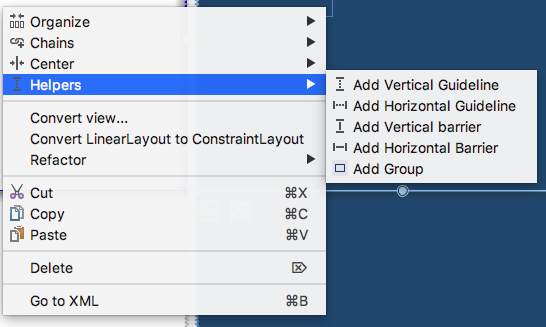 Organize
Chains
Center
Helpers
Convert view...
Convert LinearLayout to ConstraintLayout
Refactor
Cut ⌘X
Copy ⌘C
Paste ⌘V
Delete ⌦
Go to XML ⌘B
Add Vertical Guideline
Add Horizontal Guideline
Add Vertical barrier
Add Horizontal Barrier
Add Group